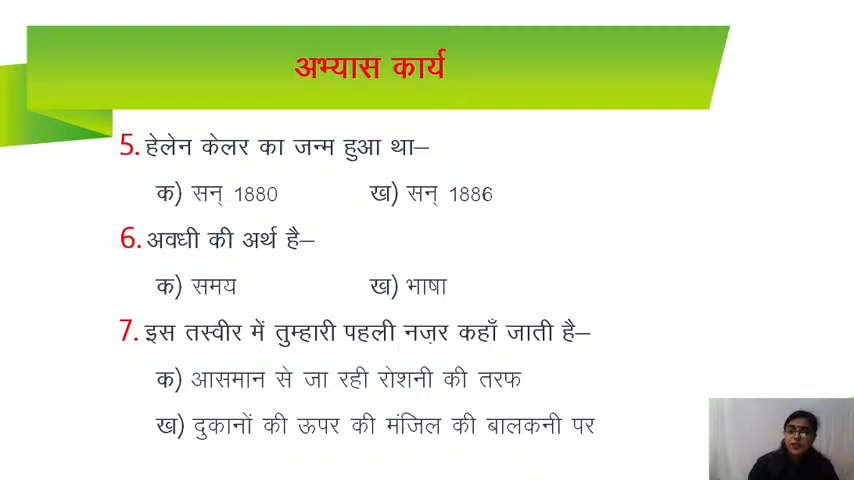 अभ्यास कार्य
5. हेलेन केलर का जन्म हुआ था–
क) सन् 1880 ख) सन् 1886
6. अवधी की अर्थ है–
क) समय ख) भाषा
7. इस तस्वीर में तुम्हारी पहली नज़र कहाँ जाती है–
क) आसमान से जा रही रोशनी की तरफ
ख) दुकानों की ऊपर की मंजिल की बालकनी पर